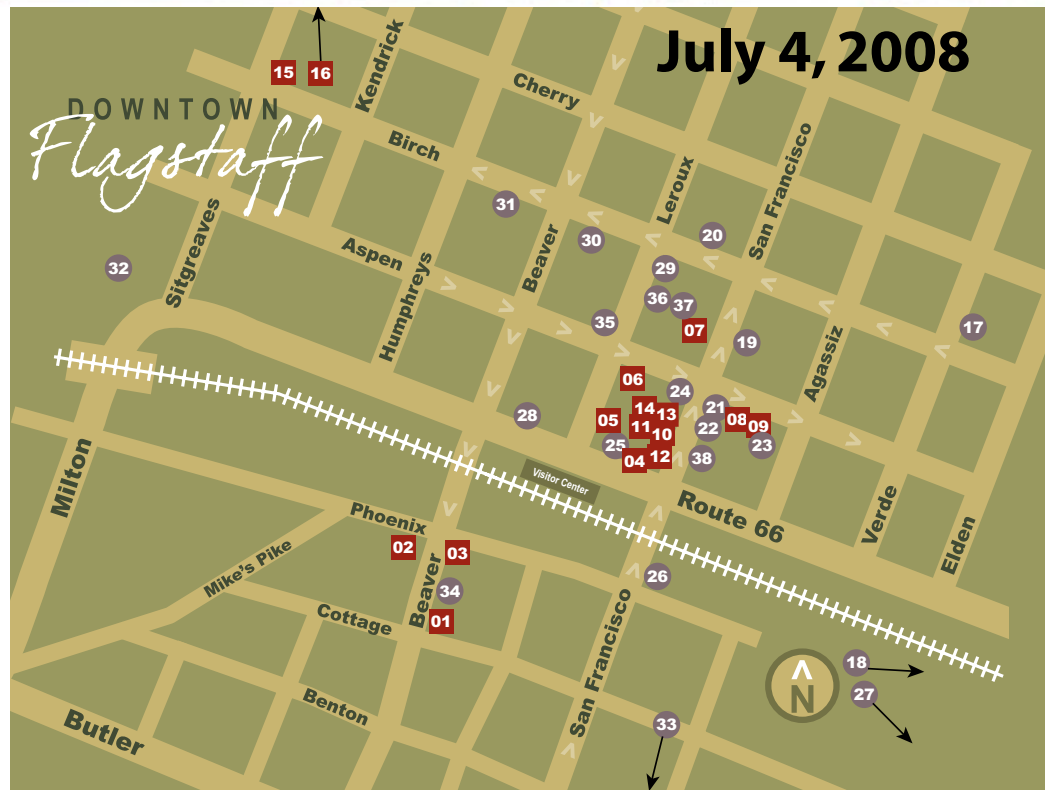 July 4, 2008
DOWNTOWN
Flagstaff
15
16
Kendrick
Cherry
Birch
Leroux
San Francisco
31
30
20
32
Sitgreaves
Aspen
Humphreys
Beaver
29
36
37
35
07
19
17
Agassiz
06
24
14
13
21
08
09
05
11
10
22
23
28
25
04
12
38
Visitor Center
Milton
Route 66
Verde
Elden
Phoenix
02
03
Mike's Pike
Beaver
34
26
Cottage
01
San Francisco
18
N
27
Benton
33
Butler